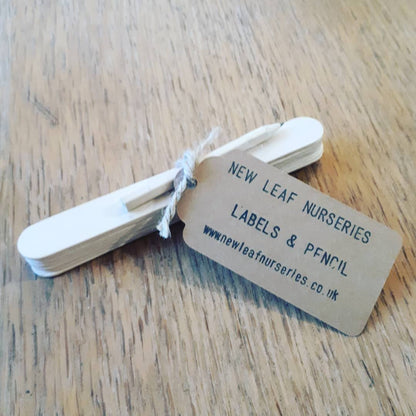 NEW LEAF NURSERIES
LABELS & PENCIL
www.newleafnurseries.co.uk